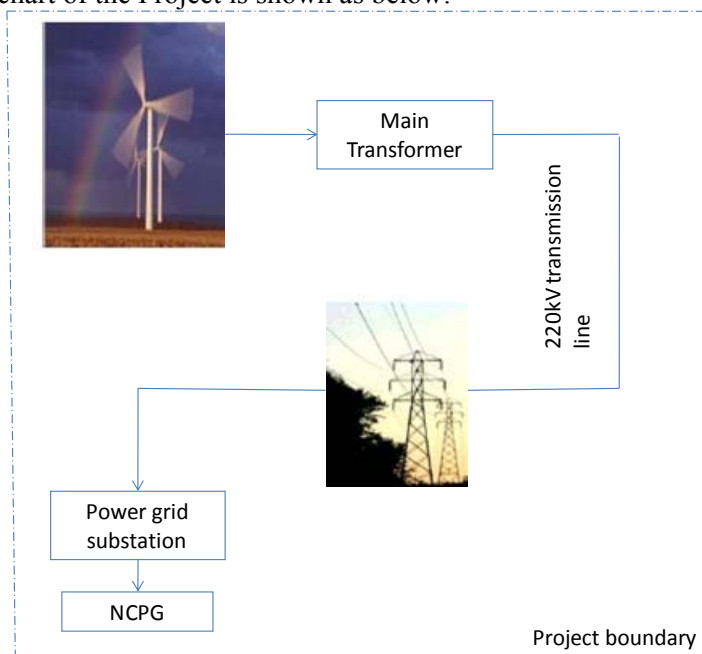 chart of the Project is shown as below:
Main
Transformer
220kV transmission
line
Power grid
substation
NCPG
Project boundary